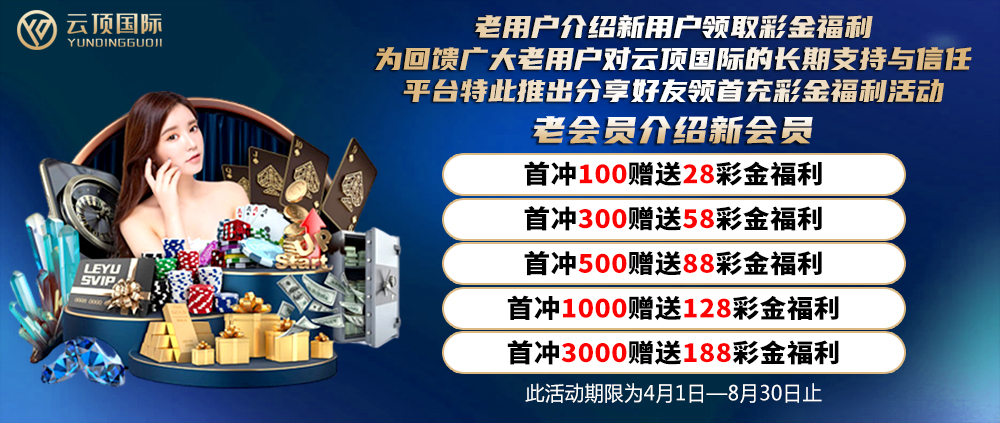 云顶国际
YUNDINGGUOJI
老用户介绍新用户领取彩金福利
为回馈广大老用户对云顶国际的长期支持与信任
平台特此推出分享好友领首充彩金福利活动
老会员介绍新会员
首冲100赠送28彩金福利
首冲300赠送58彩金福利
首冲500赠送88彩金福利
首冲1000赠送128彩金福利
首冲3000赠送188彩金福利
此活动期限为4月1日—8月30日止
LEYU
SVIP